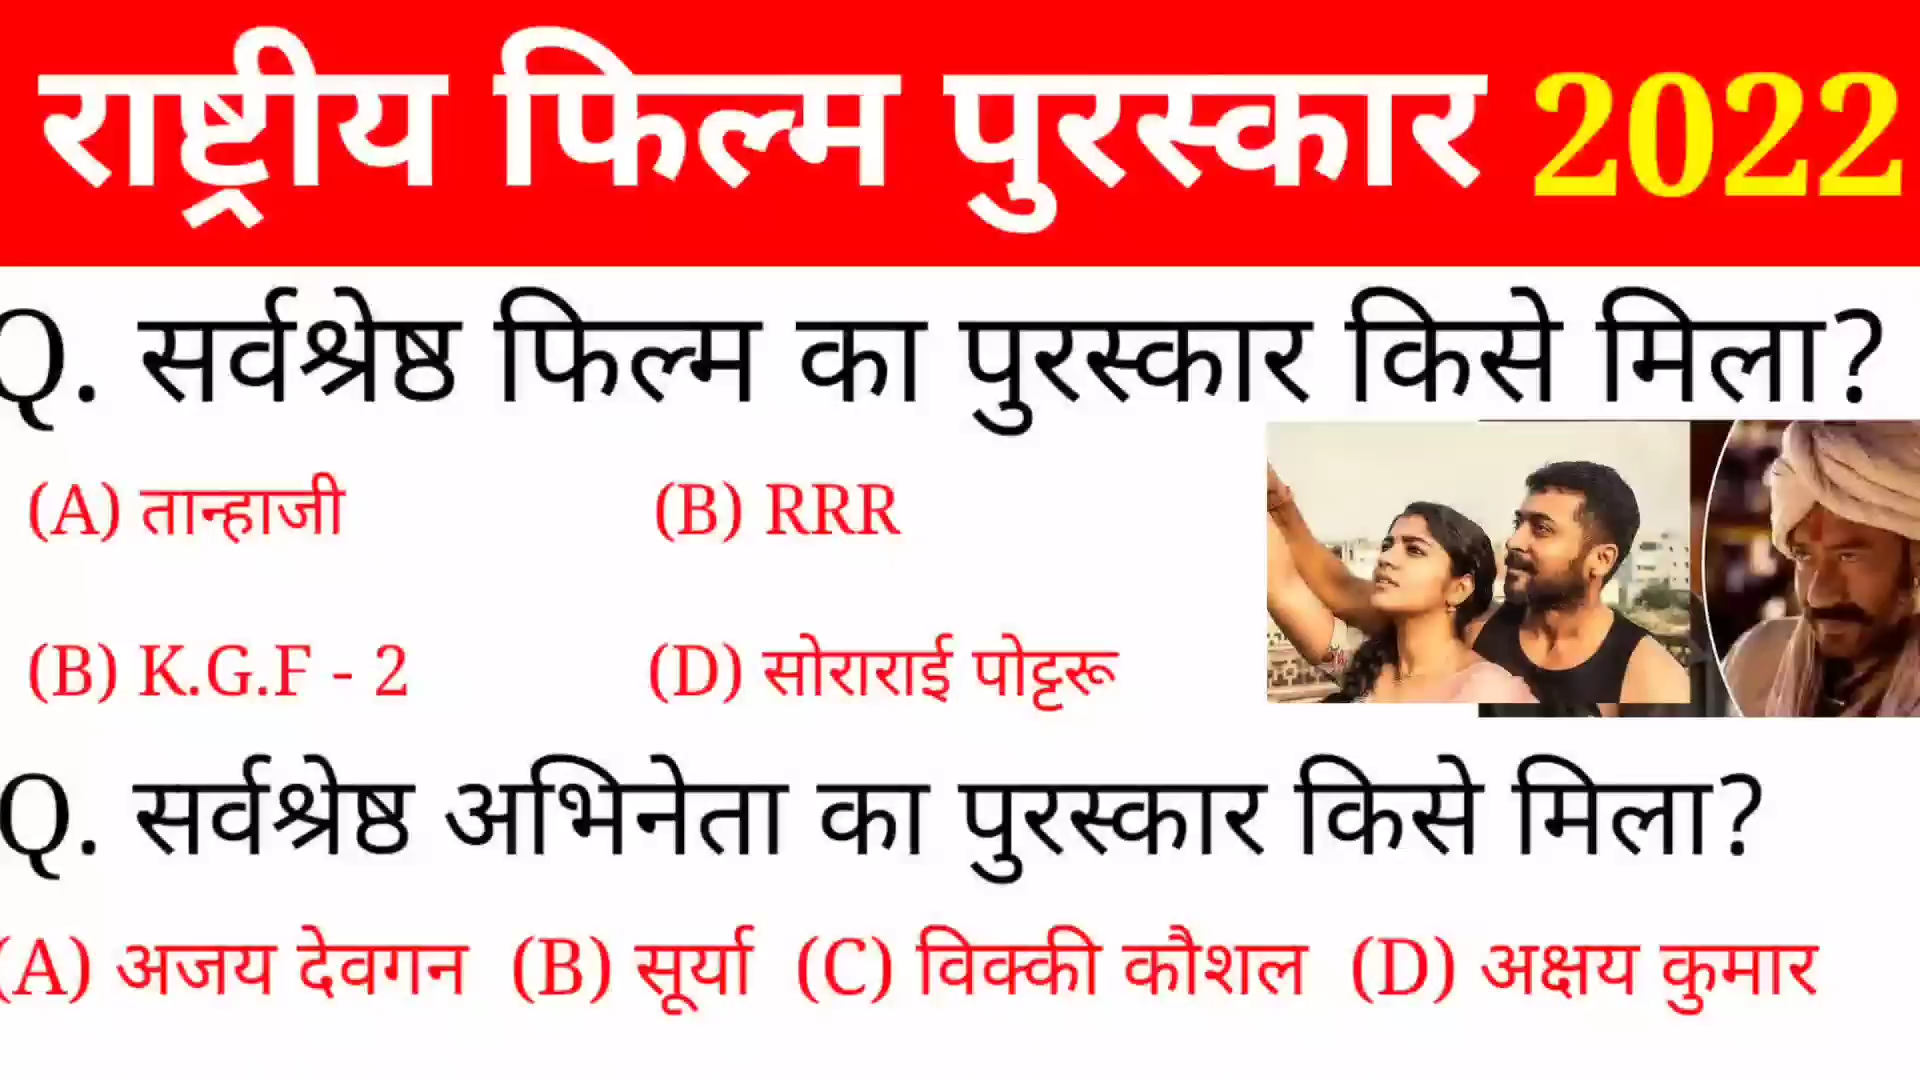 राष्ट्रीय फिल्म पुरस्कार 2022
Q. सर्वश्रेष्ठ फिल्म का पुरस्कार किसे मिला?
(A) तान्हाजी (B) RRR
(B) K.G.F - 2 (D) सोराराई पोट्टरू
Q. सर्वश्रेष्ठ अभिनेता का पुरस्कार किसे मिला?
(A) अजय देवगन (B) सूर्या (C) विक्की कौशल (D) अक्षय कुमार